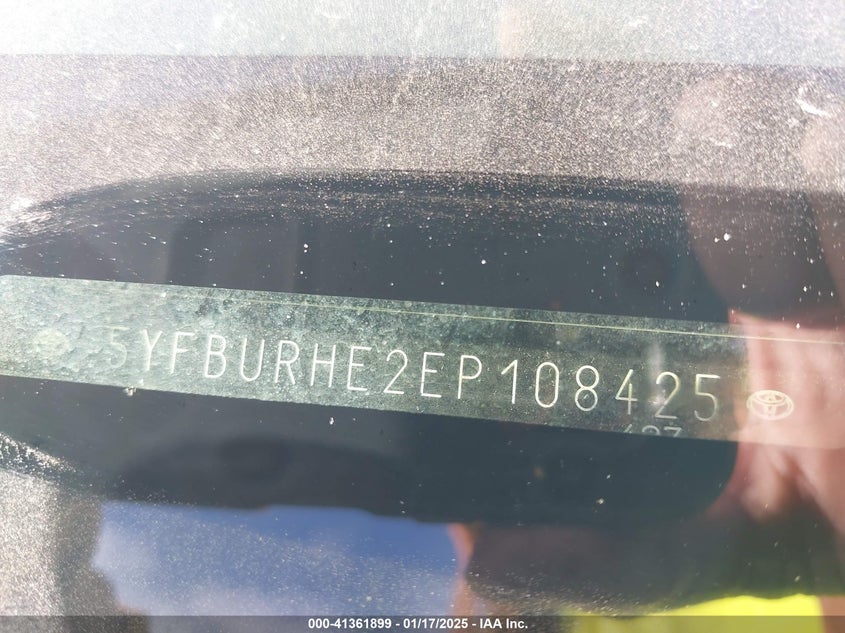 5YFBURHE2EP108425
000-41361899 - 01/17/2025 - IAA Inc.